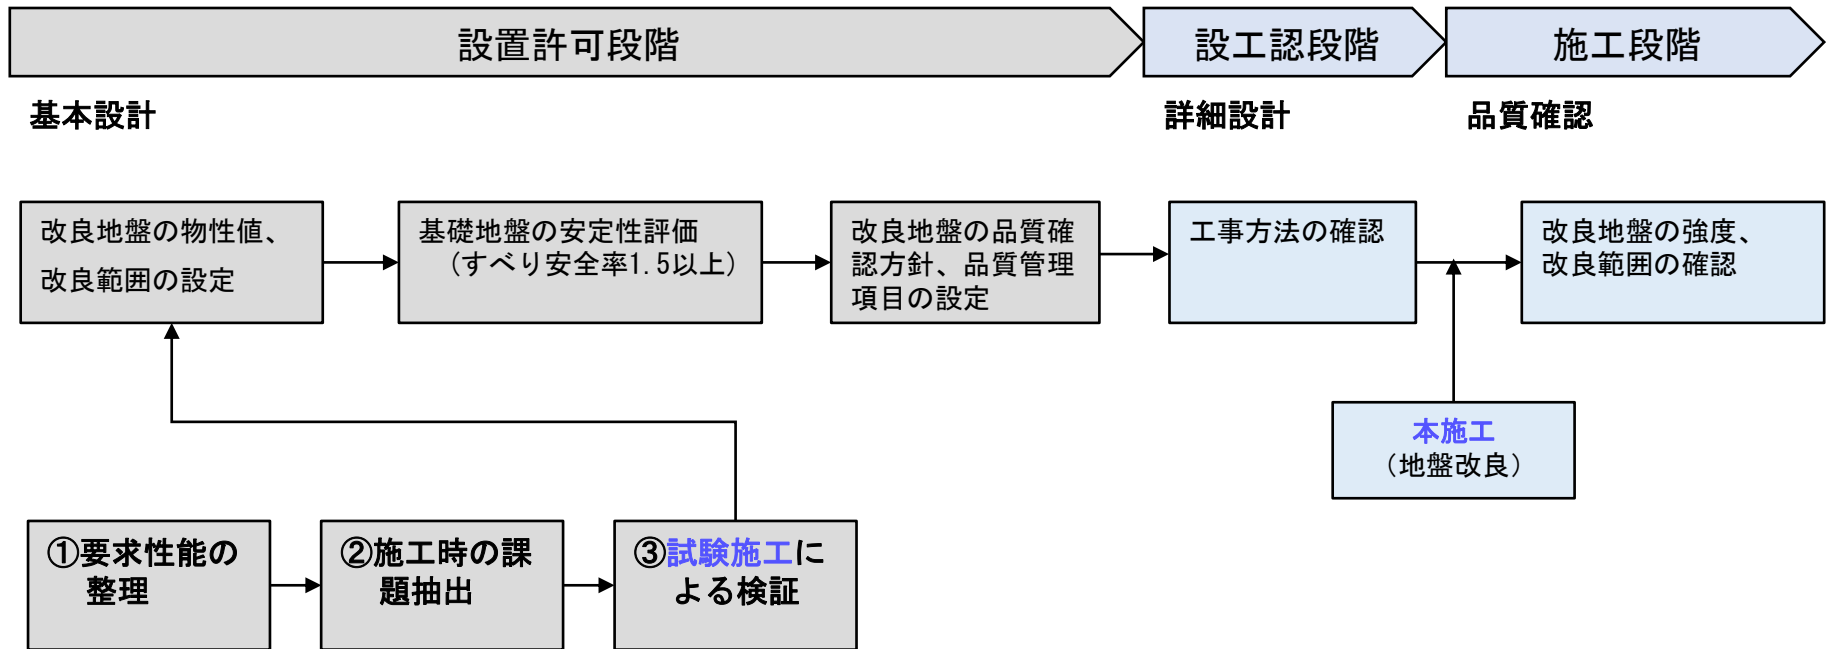 設置許可段階
設工認段階
施工段階
基本設計
詳細設計
品質確認
改良地盤の物性値、
改良範囲の設定
基礎地盤の安定性評価
（すべり安全率1.5以上）
改良地盤の品質確
認方針、品質管理
項目の設定
工事方法の確認
改良地盤の強度、
改良範囲の確認
本施工
（地盤改良）
①要求性能の
整理
②施工時の課
題抽出
③試験施工に
よる検証